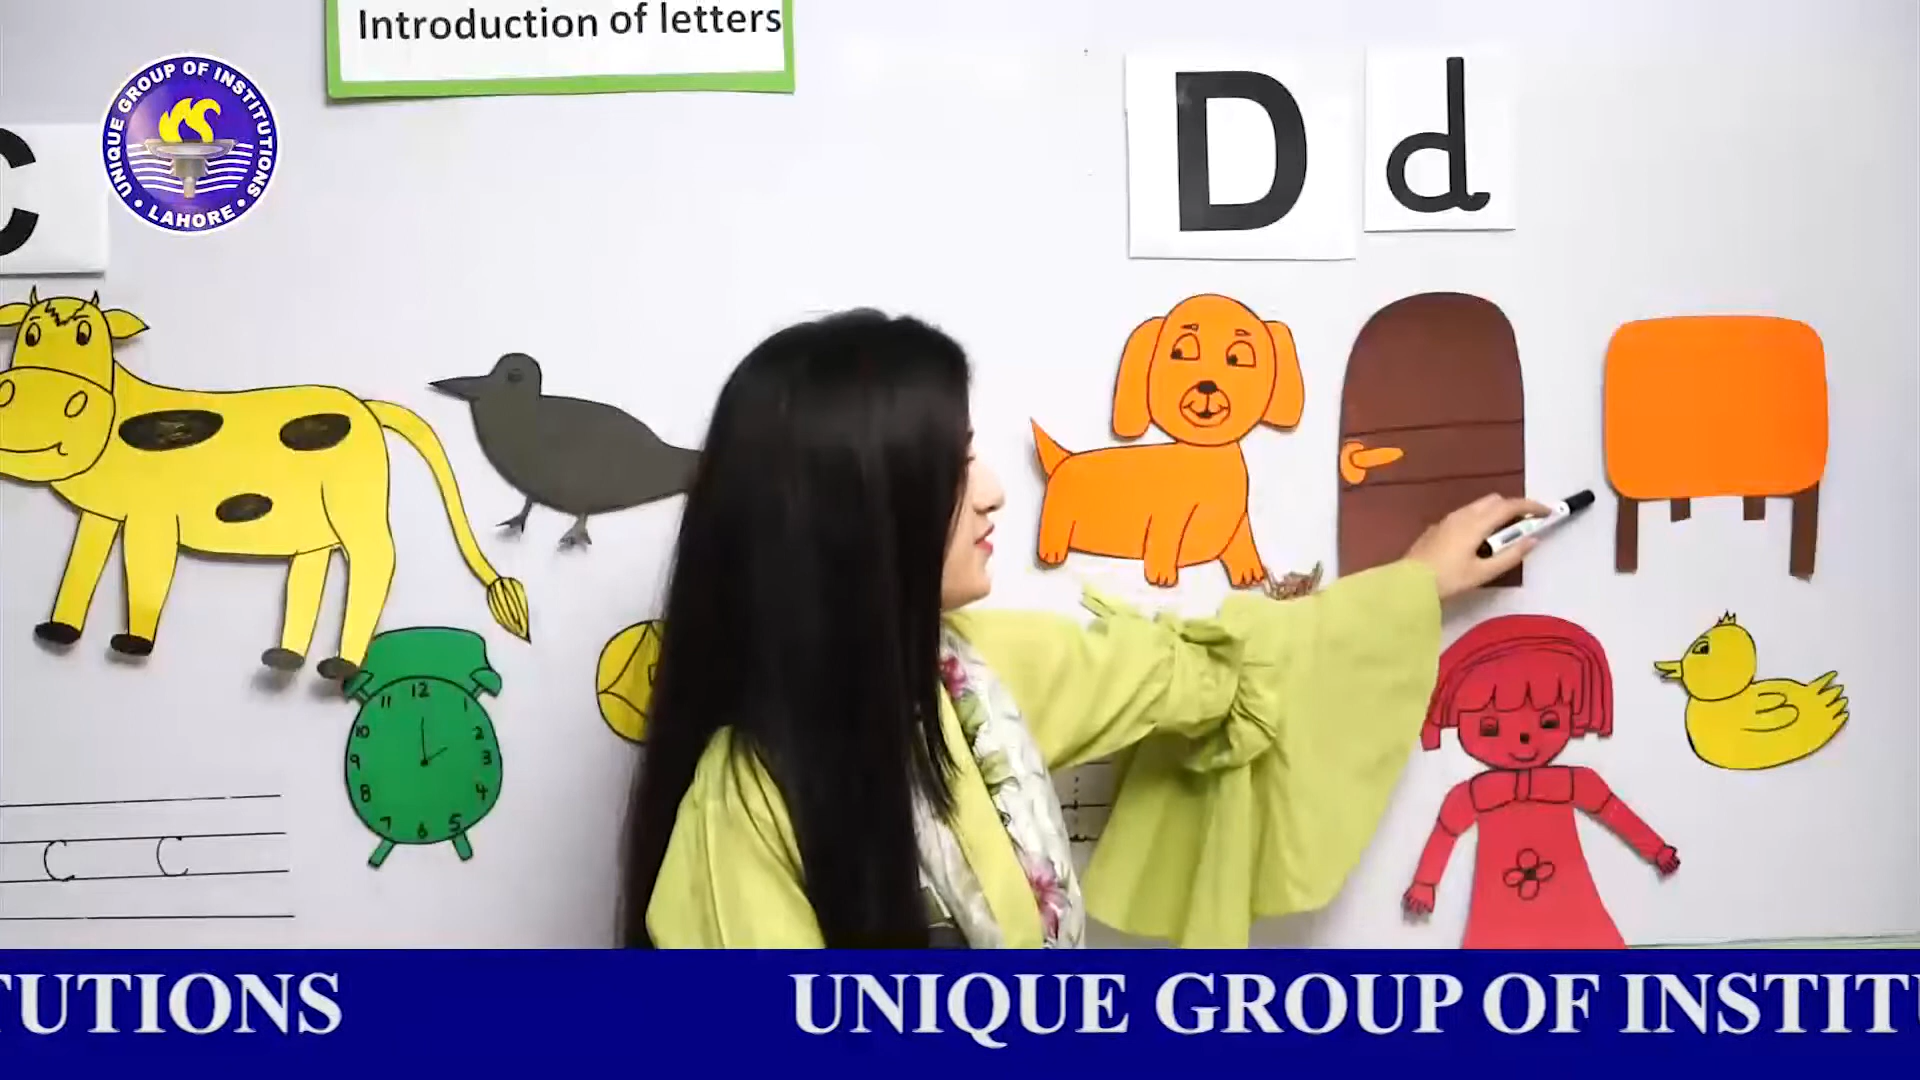 Introduction of letters
UNIQUE GROUP OF INSTITUTIONS
• LAHORE •
C
D d
12
11 1
10 2
9 3
8 4
7 6 5
C C
TUTIONS UNIQUE GROUP OF INSTITU